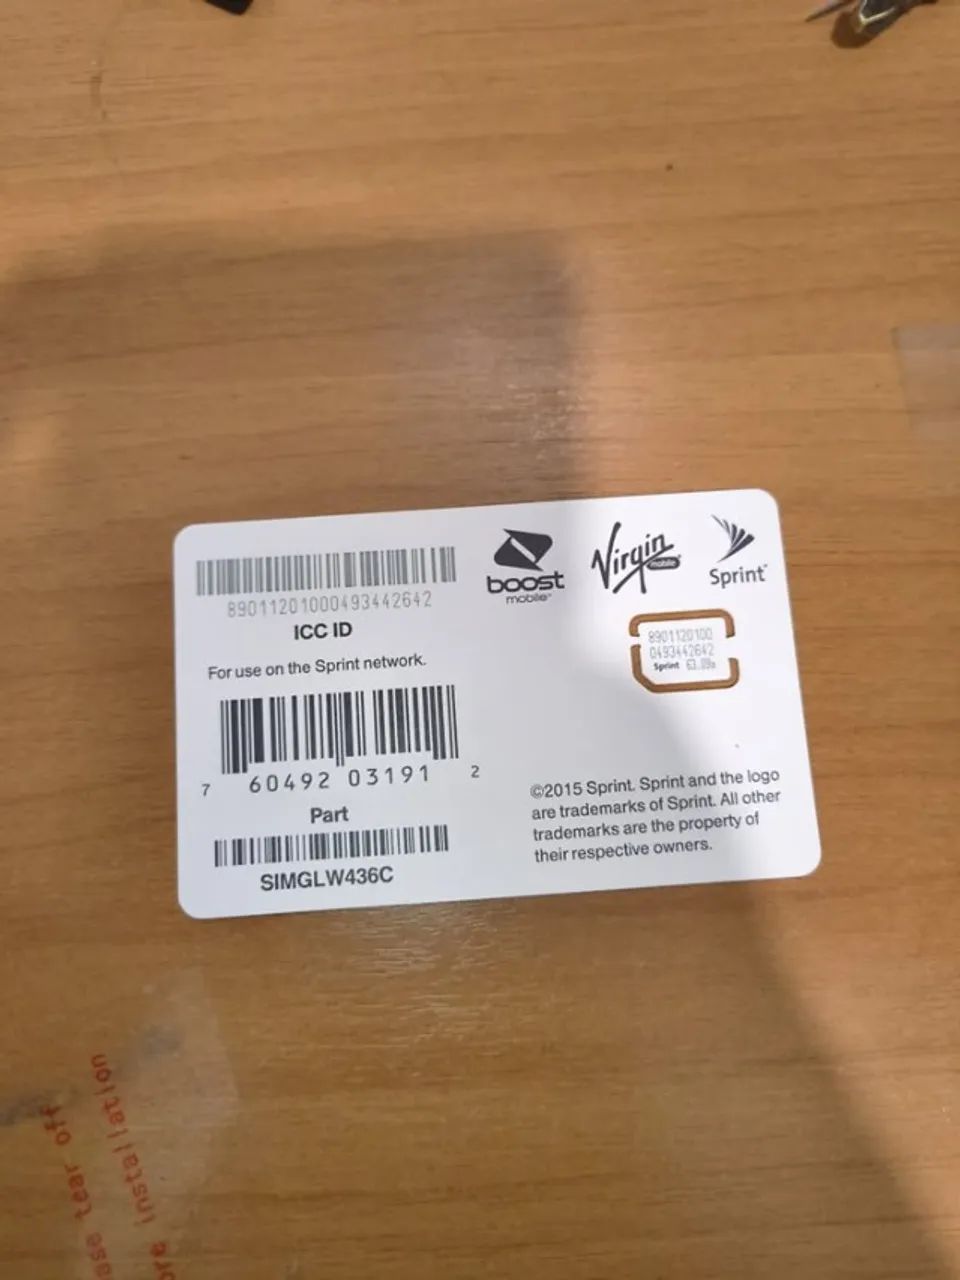 89011201000493442642
ICC ID
For use on the Sprint network.
7 60492 03191 2
Part
SIMGLW436C
boost
mobile™
Virgin
mobile
Sprint
8901120100
0493442642
Sprint
©2015 Sprint. Sprint and the logo
are trademarks of Sprint. All other
trademarks are the property of
their respective owners.
tear off
installation